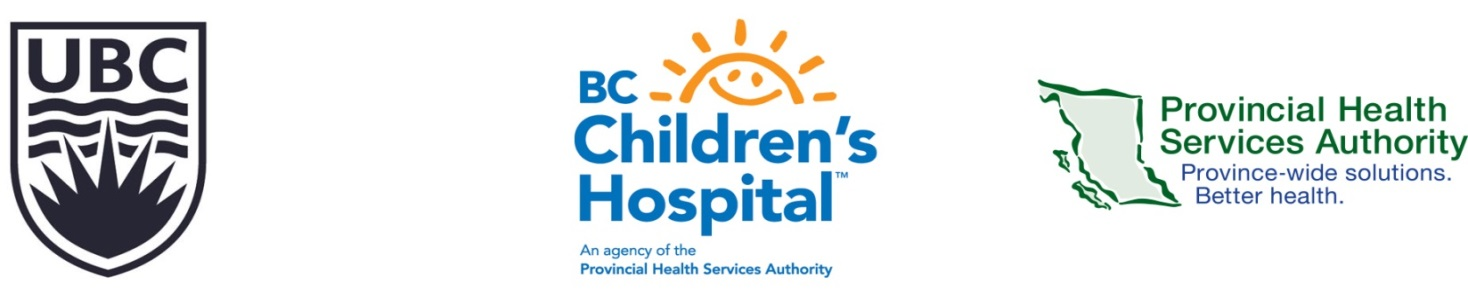 UBC
BC
Children's
Hospital™
An agency of the
Provincial Health Services Authority
Provincial Health
Services Authority
Province-wide solutions.
Better health.